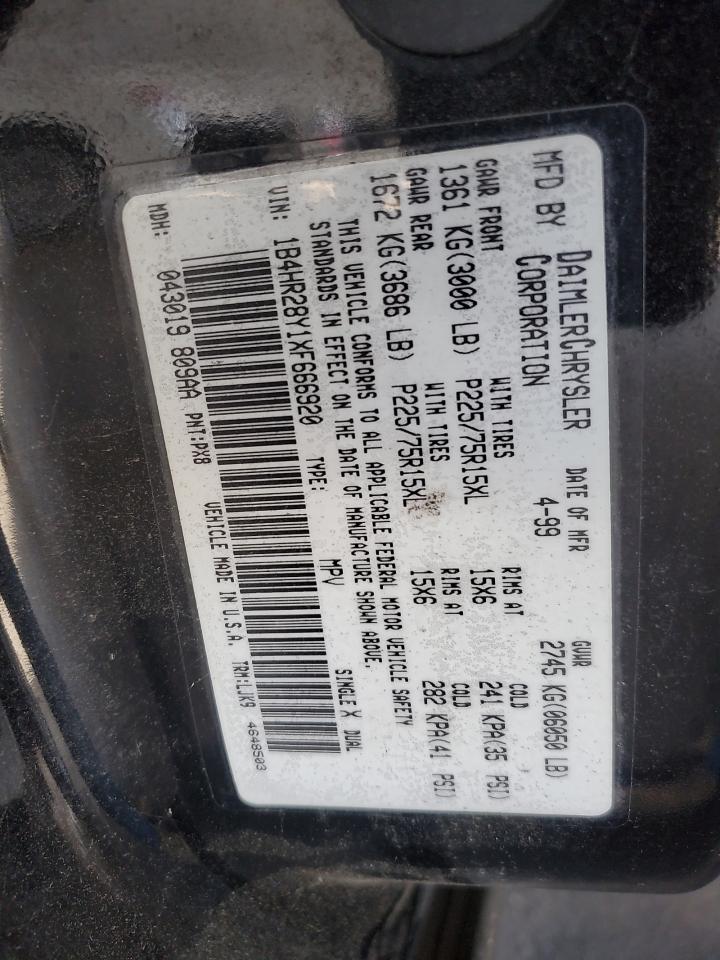 MFD BY DAIMLERCHRYSLER CORPORATION DATE OF MFR 4-99 GVWR 2745 KG(06050 LB)
GAWR FRONT WITH TIRES RIMS AT COLD
1361 KG(3000 LB) P225/75R15XL 15X6 241 KPA(35 PSI)
GAWR REAR WITH TIRES RIMS AT COLD
1672 KG(3686 LB) P225/75R15XL 15X6 282 KPA(41 PSI)
THIS VEHICLE CONFORMS TO ALL APPLICABLE FEDERAL MOTOR VEHICLE SAFETY
STANDARDS IN EFFECT ON THE DATE OF MANUFACTURE SHOWN ABOVE.
VIN: 1B4HR28Y1XF666920 TYPE: MPV SINGLE X DUAL
MDH: 043019 809AA PNT:PX8 VEHICLE MADE IN U.S.A. TRM:LJK9 4648503